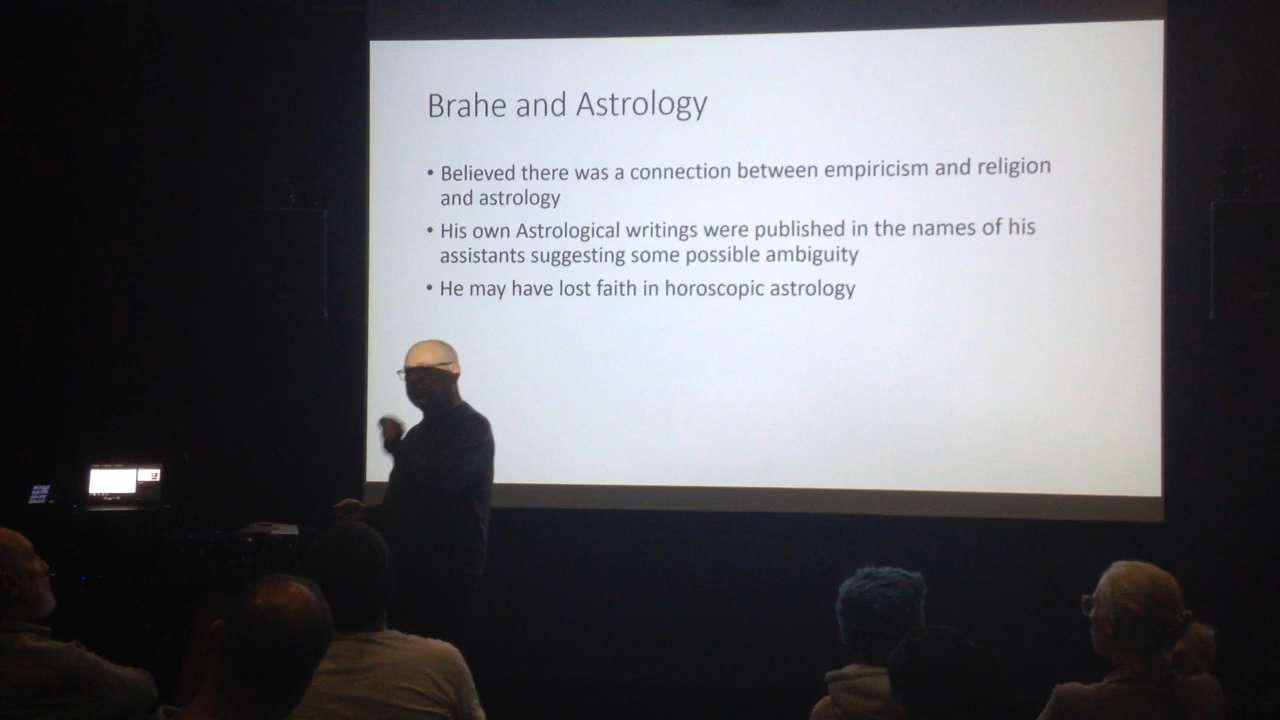 Brahe and Astrology
• Believed there was a connection between empiricism and religion
and astrology
• His own Astrological writings were published in the names of his
assistants suggesting some possible ambiguity
• He may have lost faith in horoscopic astrology